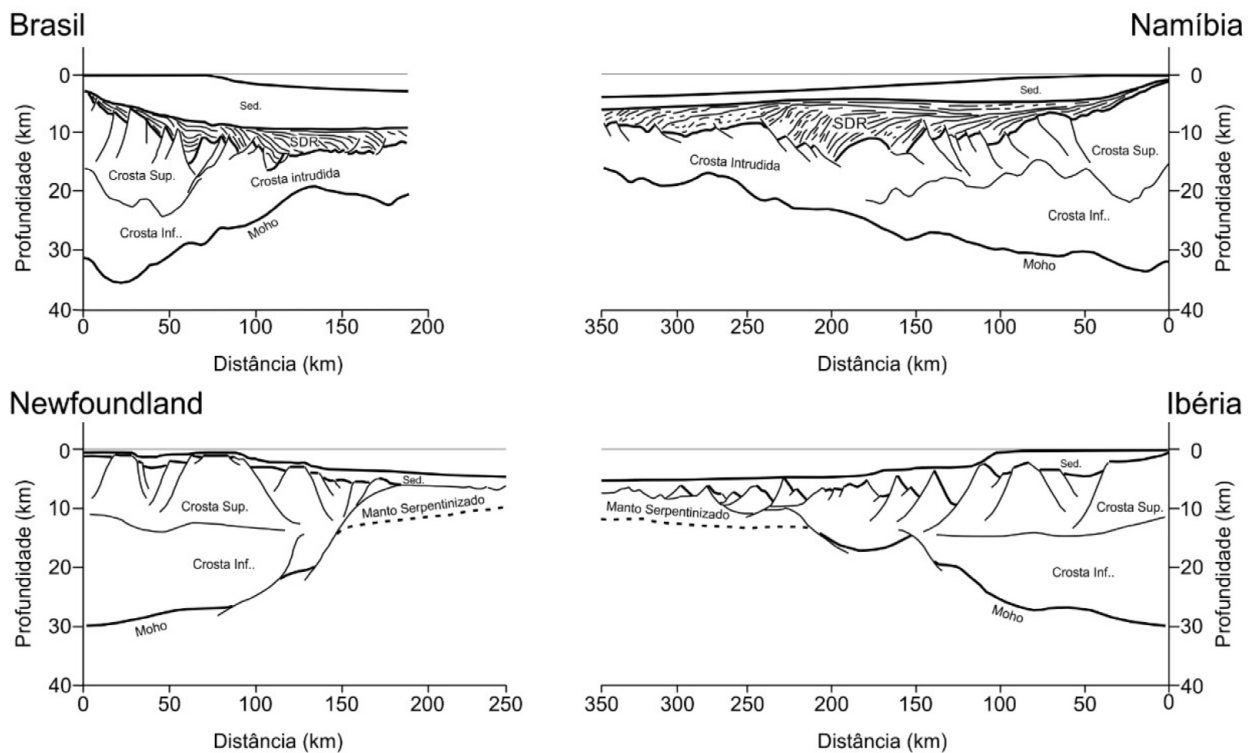 Brasil
Namíbia
0
10
20
30
40
Profundidade (km)
Sed.
SDR
Crosta Sup.
Crosta intrudida
Crosta Inf..
Moho
0
50
100
150
200
Distância (km)
Sed.
SDR
Crosta Intrudida
Crosta Sup.
Crosta Inf..
Moho
0
10
20
30
40
Profundidade (km)
350
300
250
200
150
100
50
0
Distância (km)
Newfoundland
Ibéria
0
10
20
30
40
Profundidade (km)
Sed.
Crosta Sup.
Manto Serpentinizado
Crosta Inf..
Moho
0
50
100
150
200
250
Distância (km)
Sed.
Manto Serpentinizado
Crosta Sup.
Crosta Inf..
Moho
0
10
20
30
40
Profundidade (km)
350
300
250
200
150
100
50
0
Distância (km)